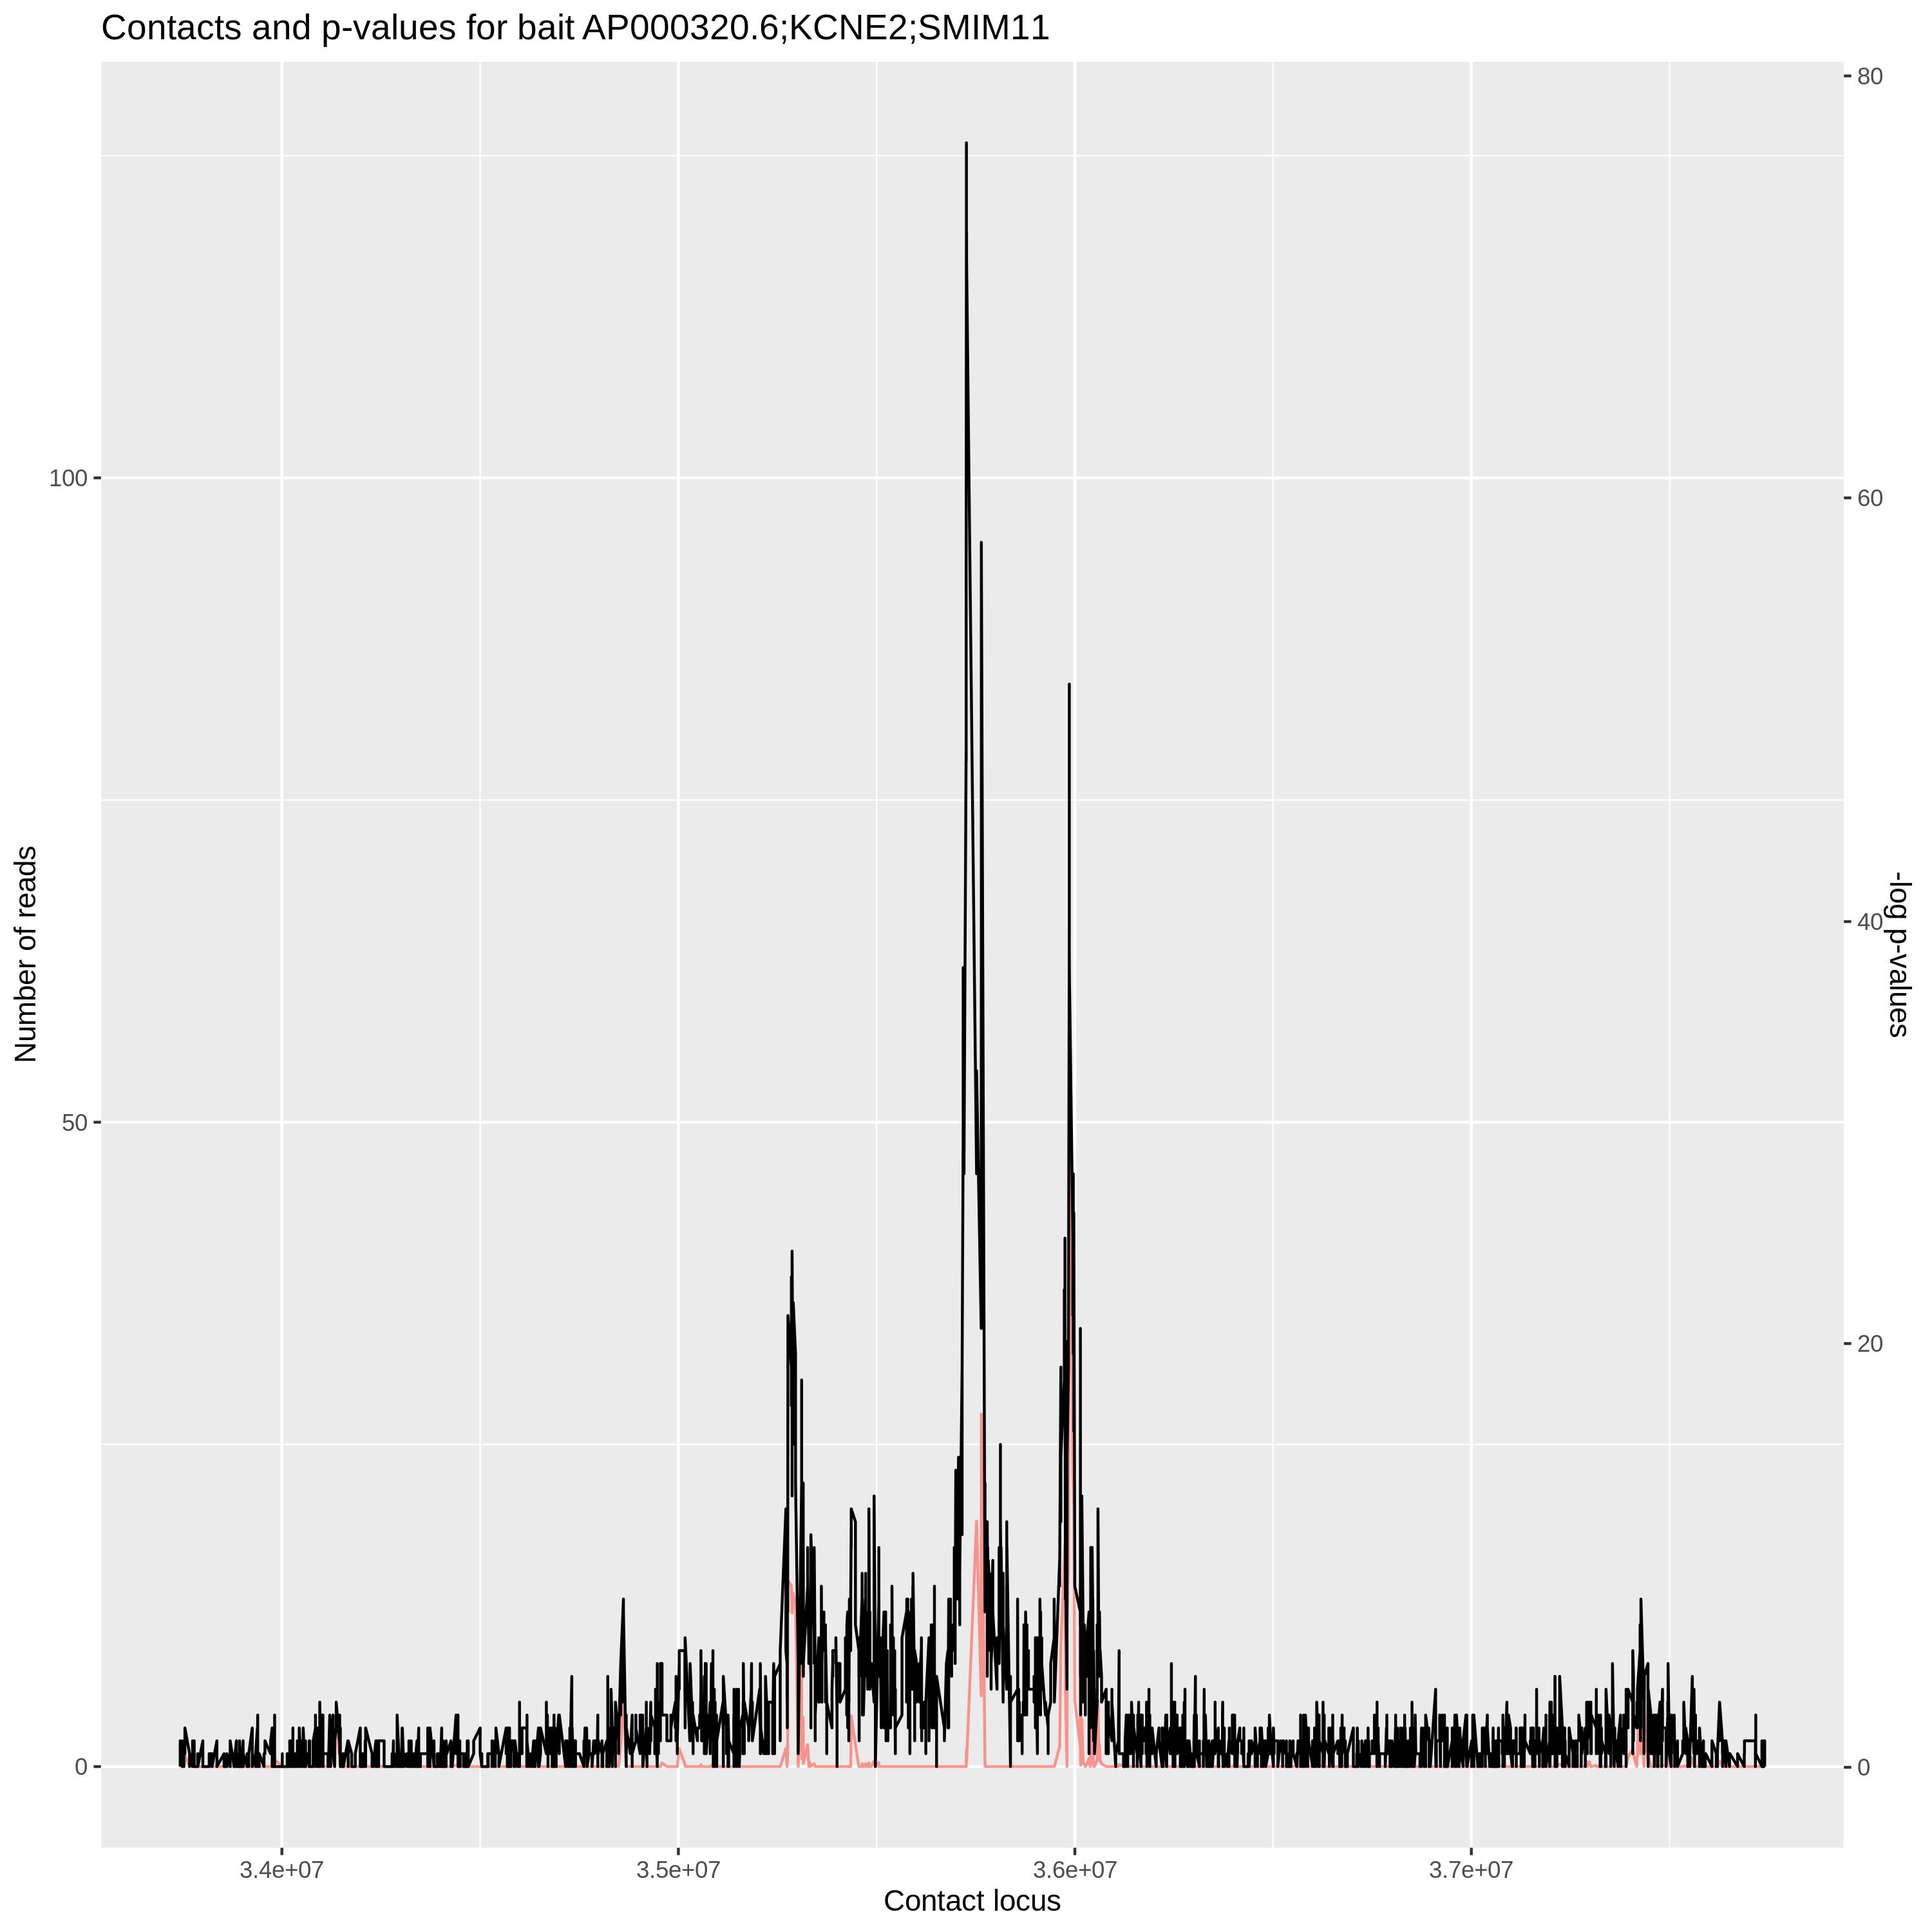 Contacts and p-values for bait AP000320.6;KCNE2;SMIM11
Number of reads
100
50
0
80
60
40
20
0
-log p-values
3.4e+07
3.5e+07
3.6e+07
3.7e+07
Contact locus